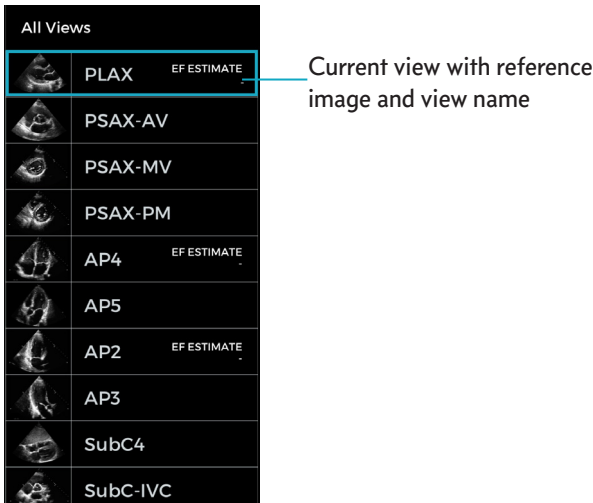 All Views
PLAX EF ESTIMATE
-
Current view with reference
image and view name
PSAX-AV
PSAX-MV
PSAX-PM
AP4 EF ESTIMATE
-
AP5
AP2 EF ESTIMATE
-
AP3
SubC4
SubC-IVC